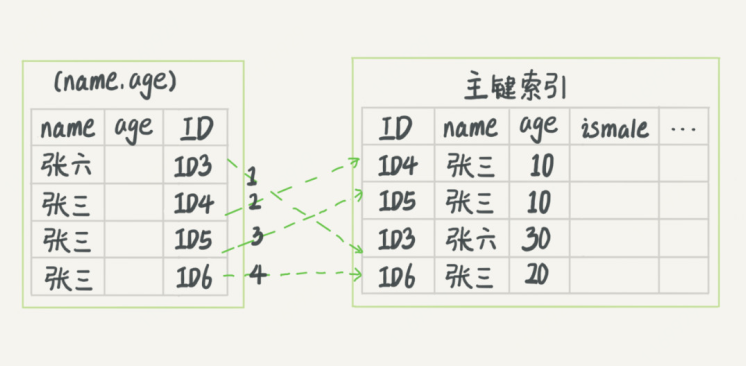 (name,age)
name age ID
张六 ID3
张三 ID4
张三 ID5
张三 ID6
1
2
3
4
主键索引
ID name age ismale ...
ID4 张三 10
ID5 张三 10
ID3 张六 30
ID6 张三 20